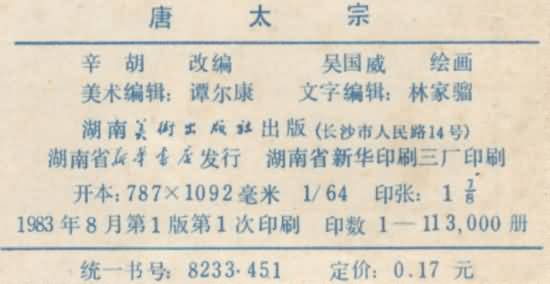 唐太宗
辛胡 改编 吴国威 绘画
美术编辑：谭尔康 文字编辑：林家骝
湖南美术出版社出版（长沙市人民路14号）
湖南省新华书店发行 湖南省新华印刷三厂印刷
开本：787×1092毫米 1/64 印张：1 7/8
1983年8月第1版第1次印刷 印数 1—113,000册
统一书号：8233·451 定价：0.17元